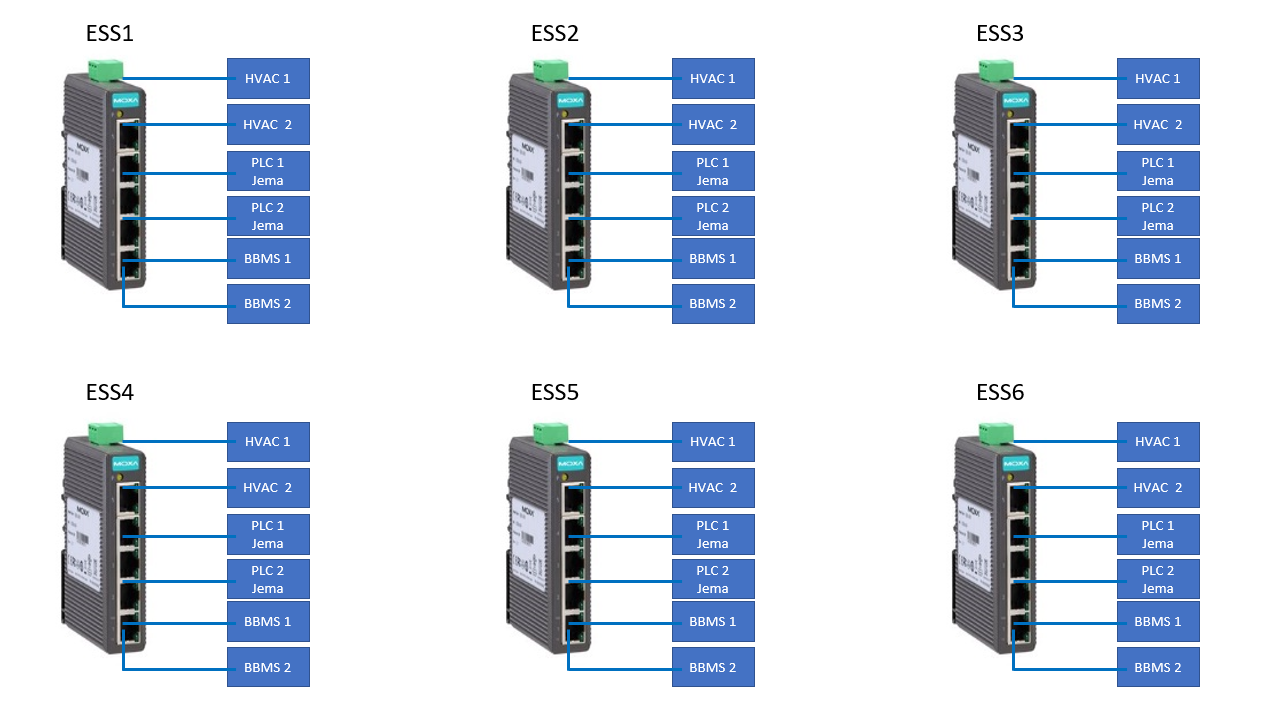 ESS1
MOXA
HVAC 1
HVAC 2
PLC 1
Jema
PLC 2
Jema
BBMS 1
BBMS 2
ESS2
MOXA
HVAC 1
HVAC 2
PLC 1
Jema
PLC 2
Jema
BBMS 1
BBMS 2
ESS3
MOXA
HVAC 1
HVAC 2
PLC 1
Jema
PLC 2
Jema
BBMS 1
BBMS 2
ESS4
MOXA
HVAC 1
HVAC 2
PLC 1
Jema
PLC 2
Jema
BBMS 1
BBMS 2
ESS5
MOXA
HVAC 1
HVAC 2
PLC 1
Jema
PLC 2
Jema
BBMS 1
BBMS 2
ESS6
MOXA
HVAC 1
HVAC 2
PLC 1
Jema
PLC 2
Jema
BBMS 1
BBMS 2